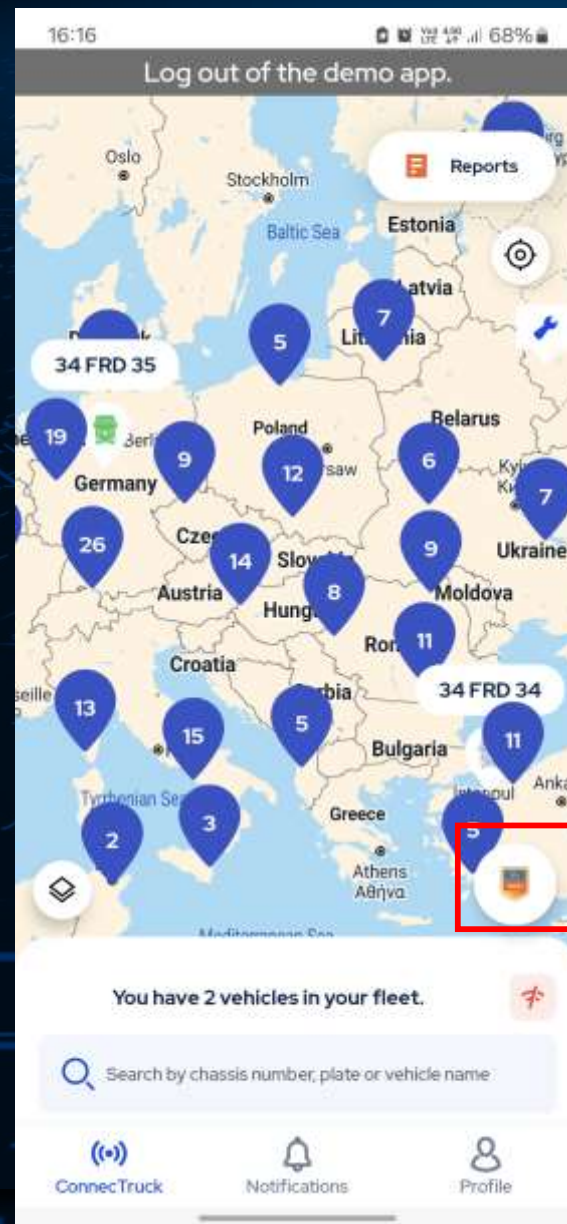 16:16
68%
Log out of the demo app.
Oslo
Stockholm
Reports
Baltic Sea
Estonia
5
7
34 FRD 35
Belarus
19
9
Poland
12
6
7
Germany
26
14
9
Ukraine
Austria
8
Moldova
11
Croatia
34 FRD 34
13
15
5
11
Bulgaria
Greece
5
2
3
Athens
Αθήνα
You have 2 vehicles in your fleet.
Search by chassis number, plate or vehicle name
ConnecTruck
Notifications
Profile